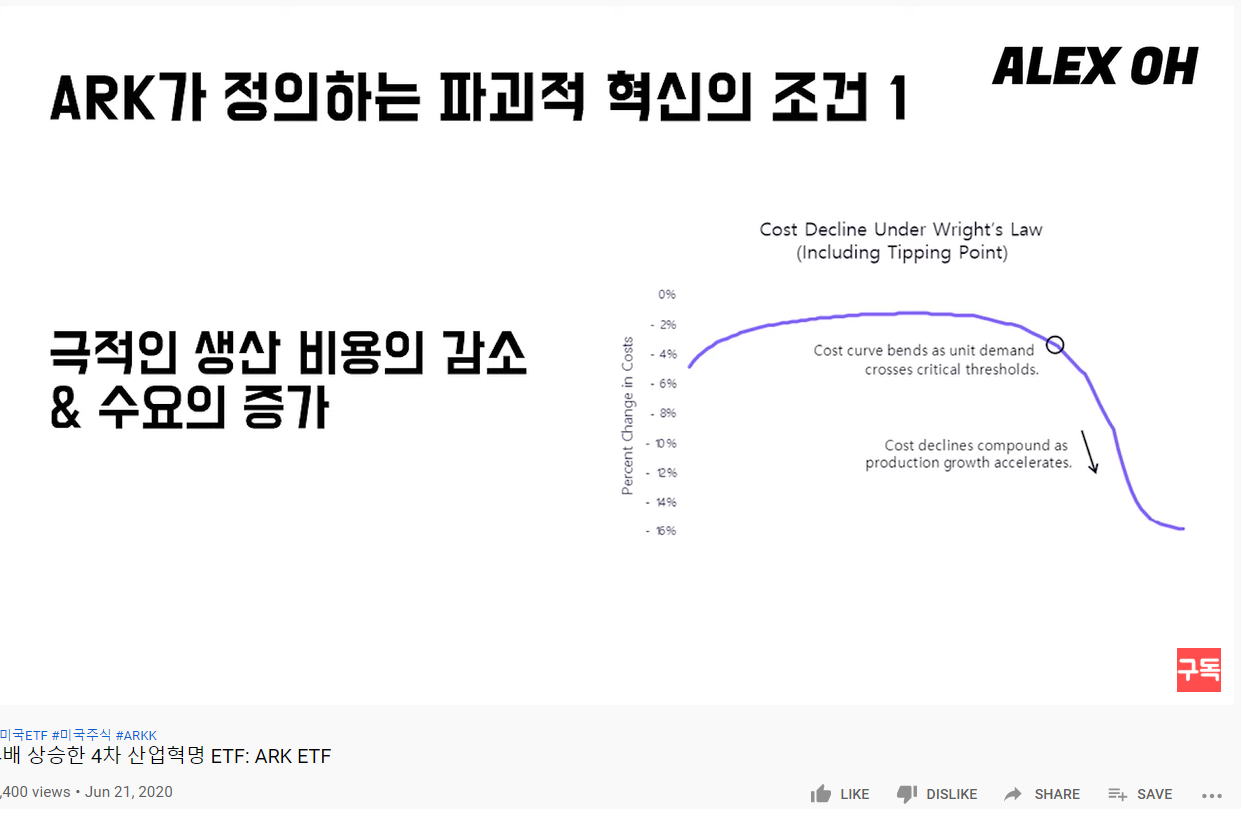 ARK가 정의하는 파괴적 혁신의 조건 1
ALEX OH
극적인 생산 비용의 감소
& 수요의 증가
Cost Decline Under Wright's Law
(Including Tipping Point)
Percent Change in Costs
0%
- 2%
- 4%
- 6%
- 8%
- 10%
- 12%
- 14%
- 16%
Cost curve bends as unit demand
crosses critical thresholds.
Cost declines compound as
production growth accelerates.
구독
미국ETF #미국주식 #ARKK
배 상승한 4차 산업혁명 ETF: ARK ETF
,400 views • Jun 21, 2020
LIKE DISLIKE SHARE SAVE